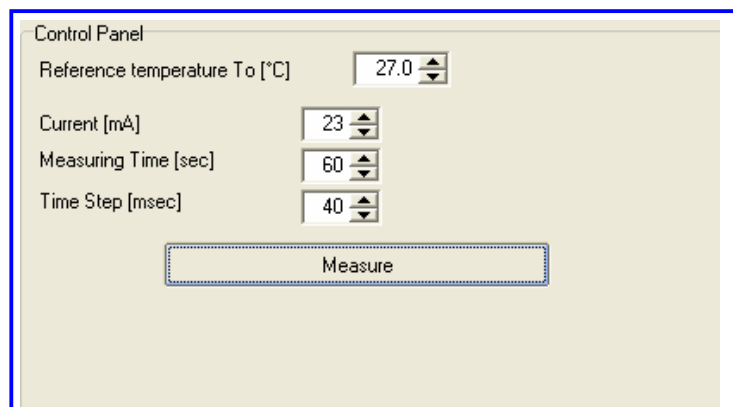 Control Panel
Reference temperature To [°C] 27.0
Current [mA] 23
Measuring Time [sec] 60
Time Step [msec] 40
Measure